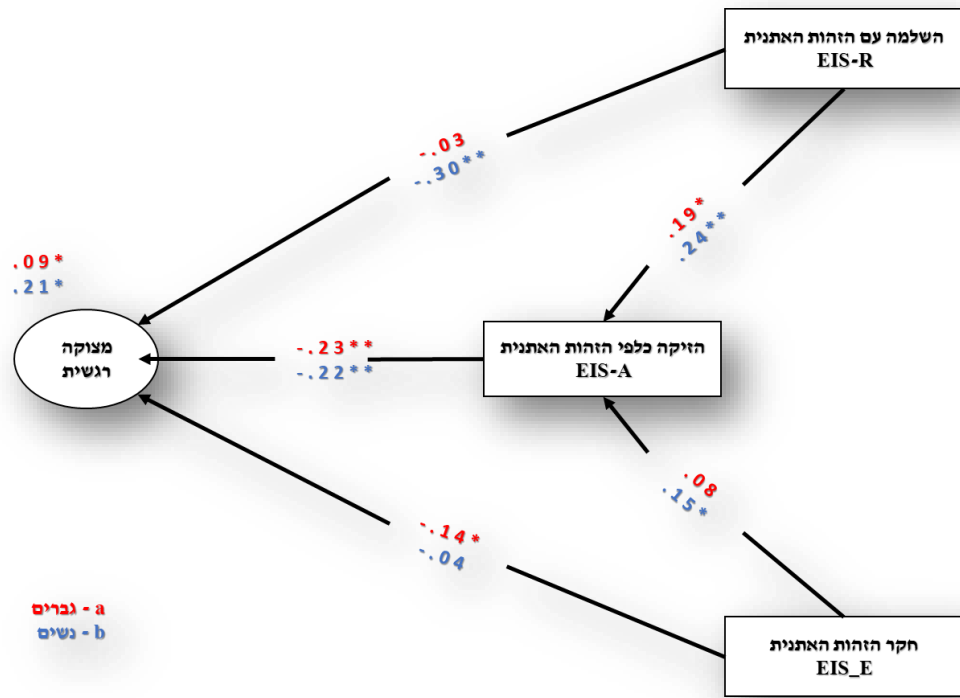 השלמה עם הזהות האתנית
EIS-R
-.03
-.30**
.19*
.24**
.09*
.21*
מצוקה
רגשית
-.23**
-.22**
הזיקה כלפי הזהות האתנית
EIS-A
.08
.15*
-.14*
-.04
a - גברים
b - נשים
חקר הזהות האתנית
EIS_E